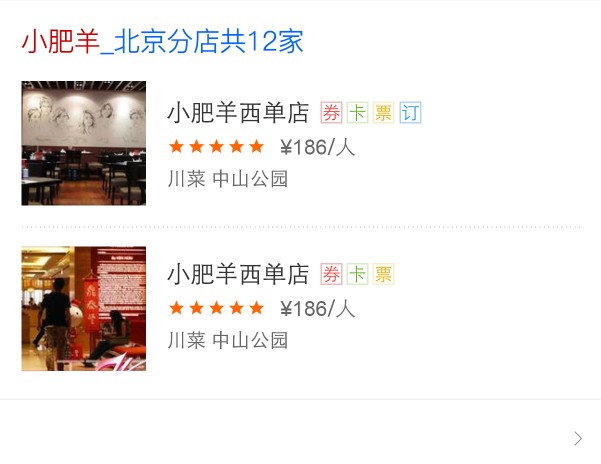 小肥羊_北京分店共12家
小肥羊西单店 券 卡 票 订
¥186/人
川菜 中山公园
小肥羊西单店 券 卡 票
¥186/人
川菜 中山公园